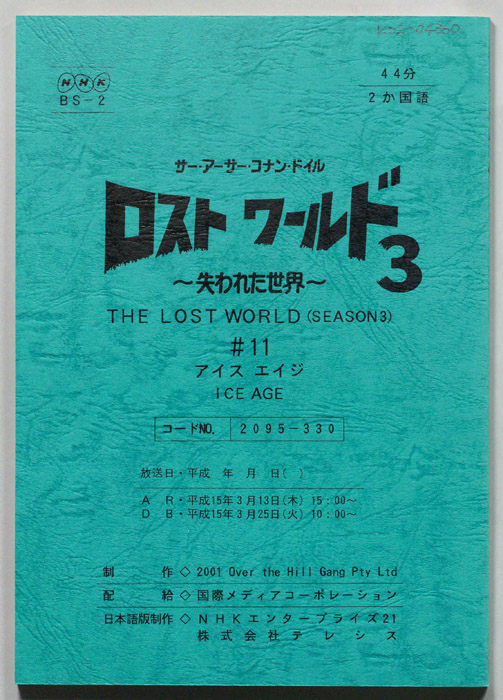 NHK
BS-2
44分
2か国語
サー・アーサー・コナン・ドイル
ロスト ワールド3
~失われた世界~
THE LOST WORLD (SEASON3)
#11
アイス エイジ
ICE AGE
コードNO. 2095-330
放送日・平成 年 月 日( )
A R・平成15年3月13日(木) 15:00~
D B・平成15年3月25日(火) 10:00~
制 作◇2001 Over the Hill Gang Pty Ltd
配 給◇国際メディアコーポレーション
日本語版制作◇NHKエンタープライズ21
株式会社テレシス